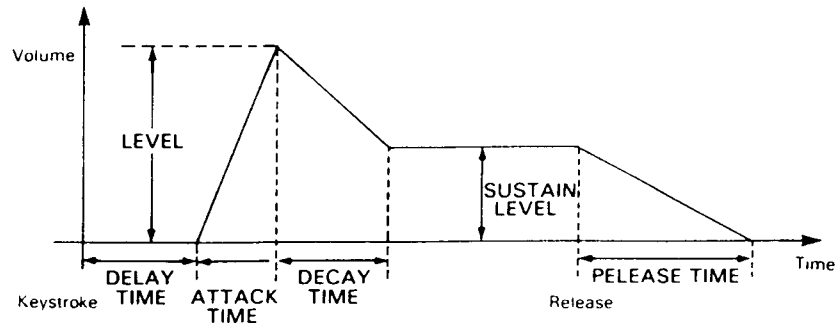 Volume
LEVEL
SUSTAIN
LEVEL
Time
DELAY
TIME
ATTACK
TIME
DECAY
TIME
PELEASE TIME
Keystroke
Release